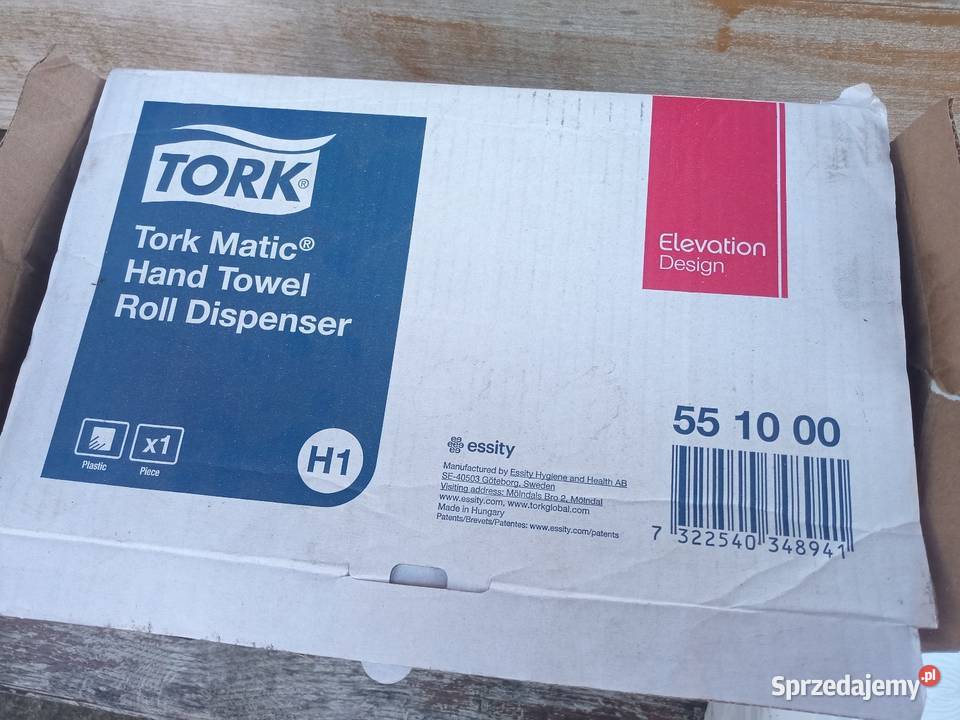 TORK®
Tork Matic®
Hand Towel
Roll Dispenser
Plastic
x1
Piece
H1
Elevation
Design
essity
Manufactured by Essity Hygiene and Health AB
SE-40503 Göteborg, Sweden
Visiting address: Mölndals Bro 2, Mölndal
www.essity.com, www.torkglobal.com
Made in Hungary
Patents/Brevets/Patentes: www.essity.com/patents
55 10 00
7 322540 348941
Sprzedajemy.pl